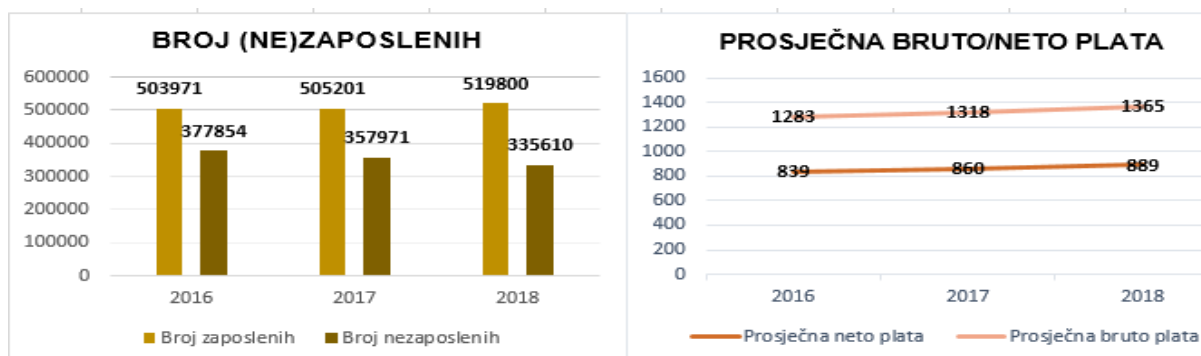 BROJ (NE)ZAPOSLENIH
600000
500000
400000
300000
200000
100000
0
503971
377854
505201
357971
519800
335610
2016 2017 2018
Broj zaposlenih Broj nezaposlenih
PROSJEČNA BRUTO/NETO PLATA
1600
1400
1200
1000
800
600
400
200
0
1283 1318 1365
839 860 889
2016 2017 2018
Prosječna neto plata Prosječna bruto plata